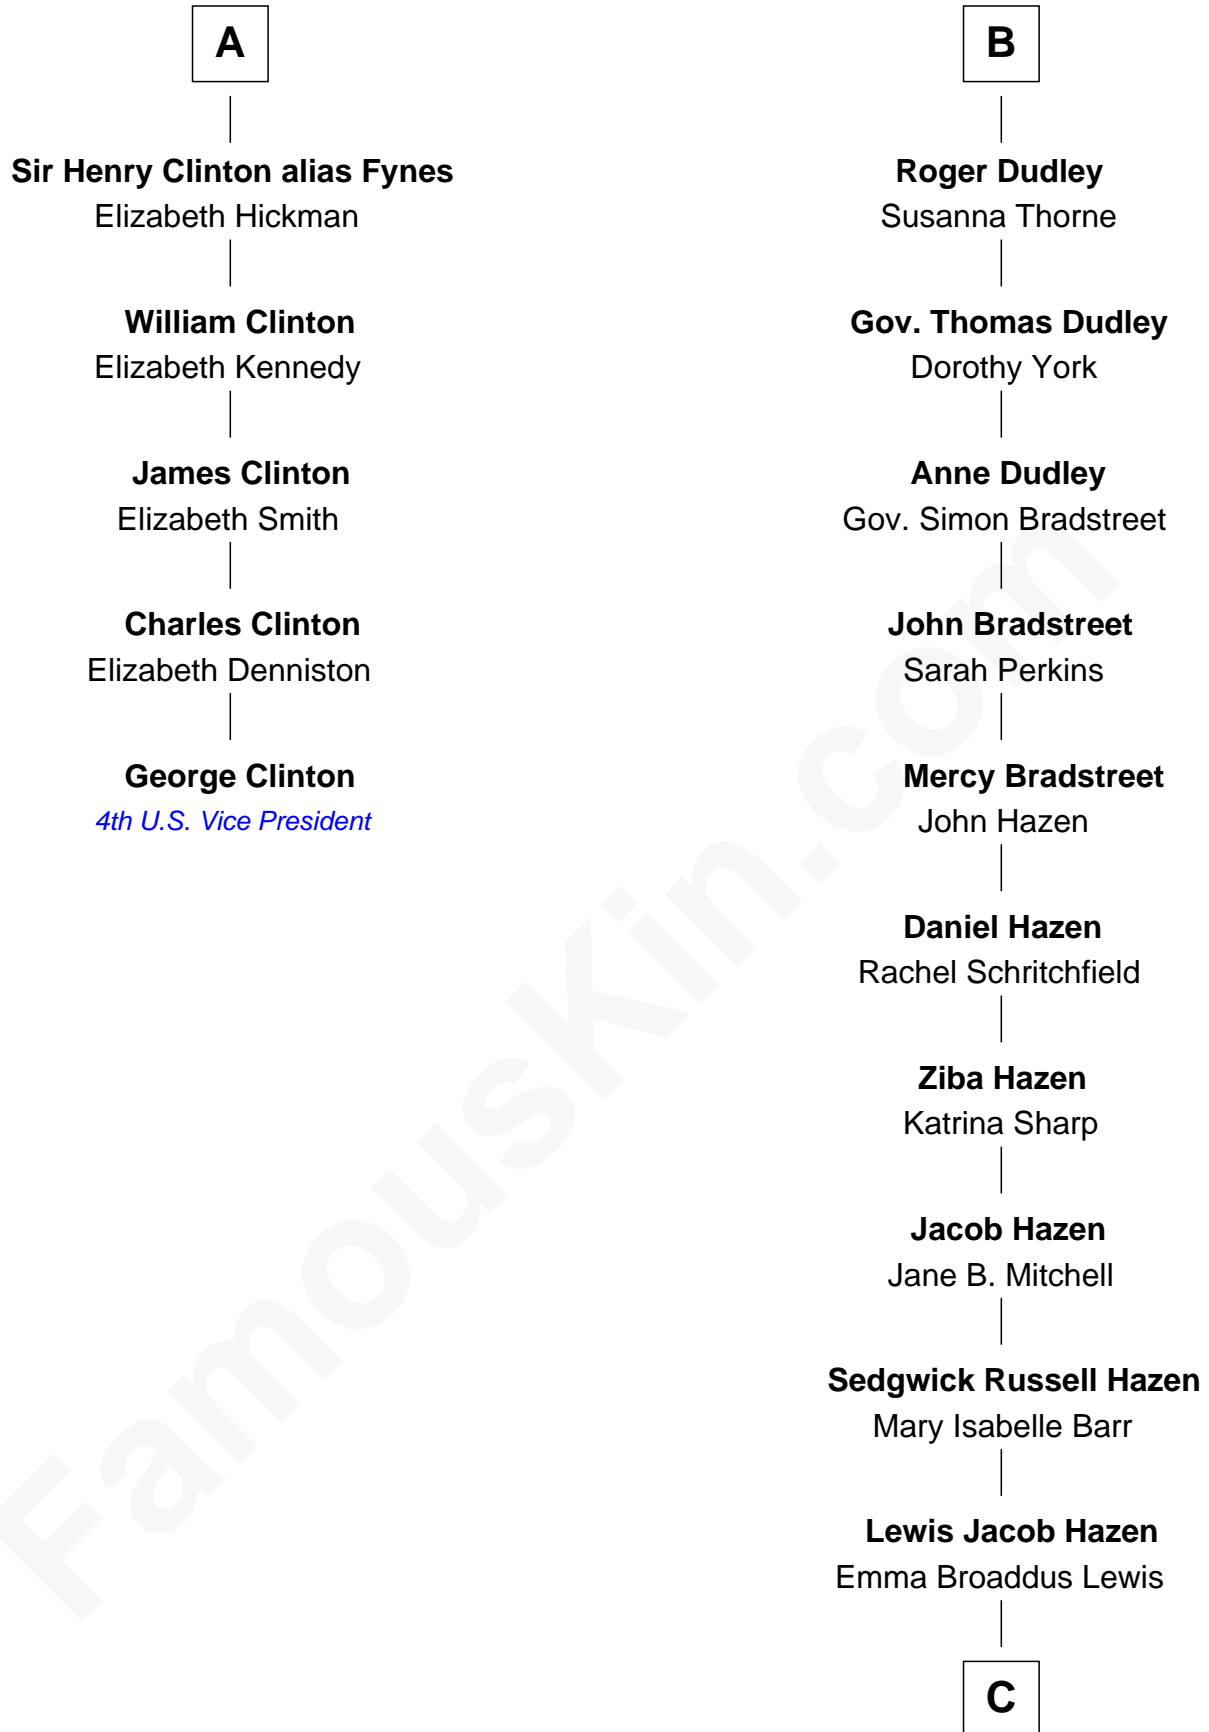 A
Sir Henry Clinton alias Fynes
Elizabeth Hickman
William Clinton
Elizabeth Kennedy
James Clinton
Elizabeth Smith
Charles Clinton
Elizabeth Denniston
George Clinton
4th U.S. Vice President
B
Roger Dudley
Susanna Thorne
Gov. Thomas Dudley
Dorothy York
Anne Dudley
Gov. Simon Bradstreet
John Bradstreet
Sarah Perkins
Mercy Bradstreet
John Hazen
Daniel Hazen
Rachel Schritchfield
Ziba Hazen
Katrina Sharp
Jacob Hazen
Jane B. Mitchell
Sedgwick Russell Hazen
Mary Isabelle Barr
Lewis Jacob Hazen
Emma Broaddus Lewis
C
FamousKin.com